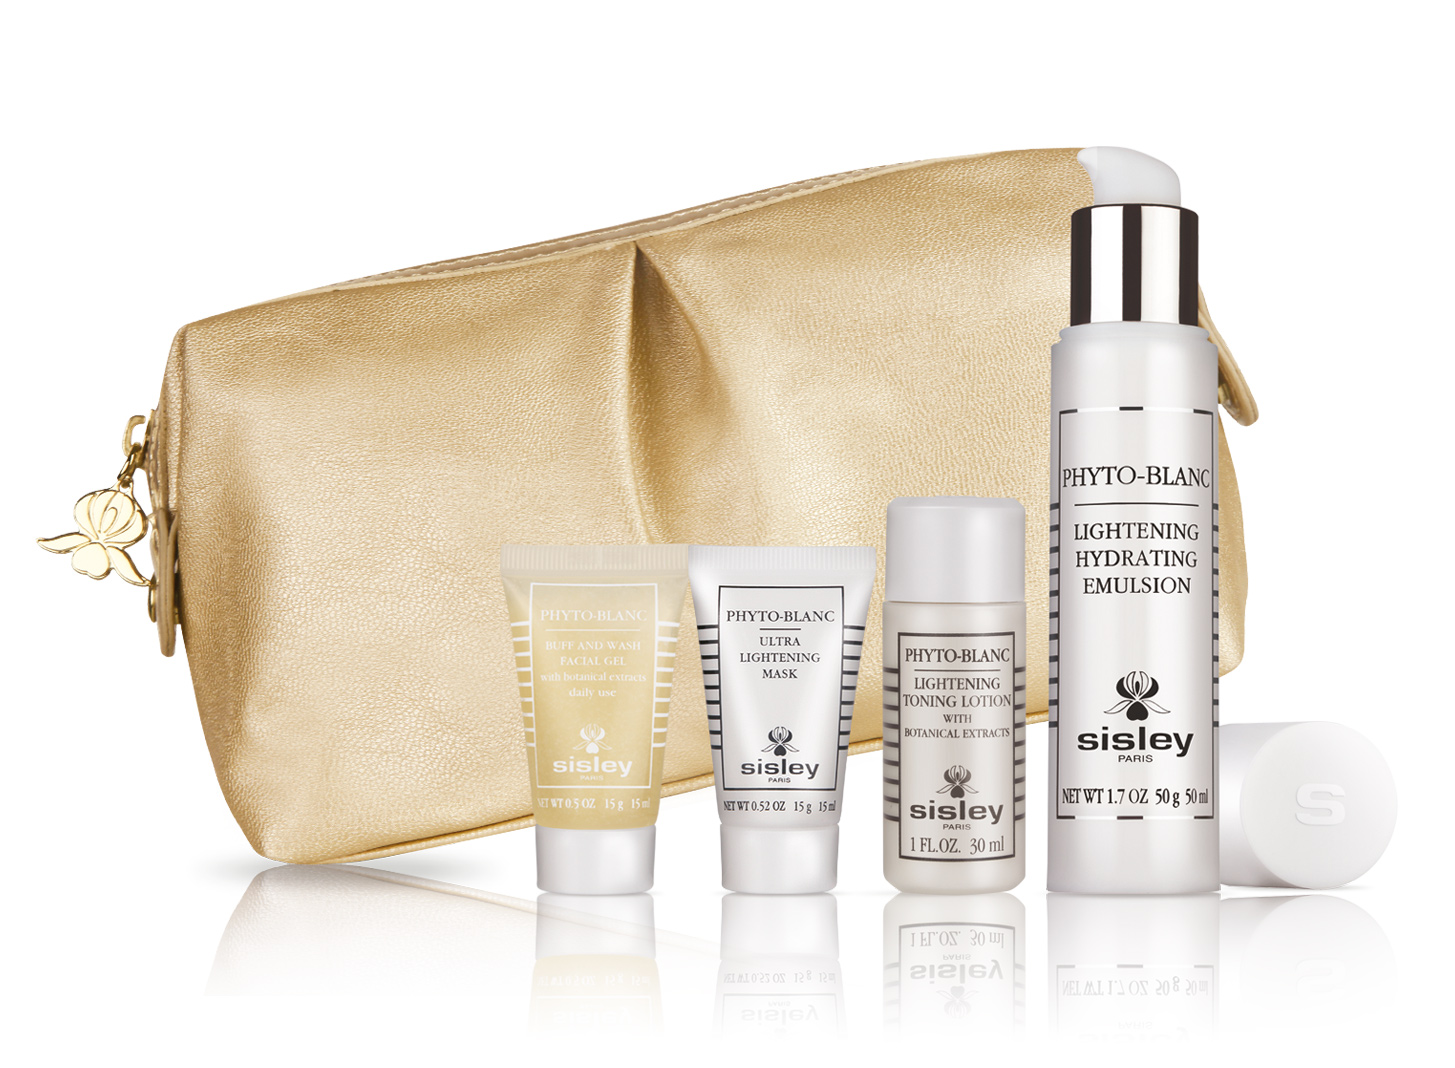 PHYTO-BLANC
BUFF AND WASH
FACIAL GEL
with botanical extracts
daily use
sisley
PARIS
NET WT 0.5 OZ 15 g 15 ml
PHYTO-BLANC
ULTRA
LIGHTENING
MASK
sisley
PARIS
NET WT 0.52 OZ 15 g 15 ml
PHYTO-BLANC
LIGHTENING
TONING LOTION
WITH
BOTANICAL EXTRACTS
sisley
PARIS
1 FL.OZ. 30 ml
PHYTO-BLANC
LIGHTENING
HYDRATING
EMULSION
sisley
PARIS
NET WT 1.7 OZ 50 g 50 ml
S